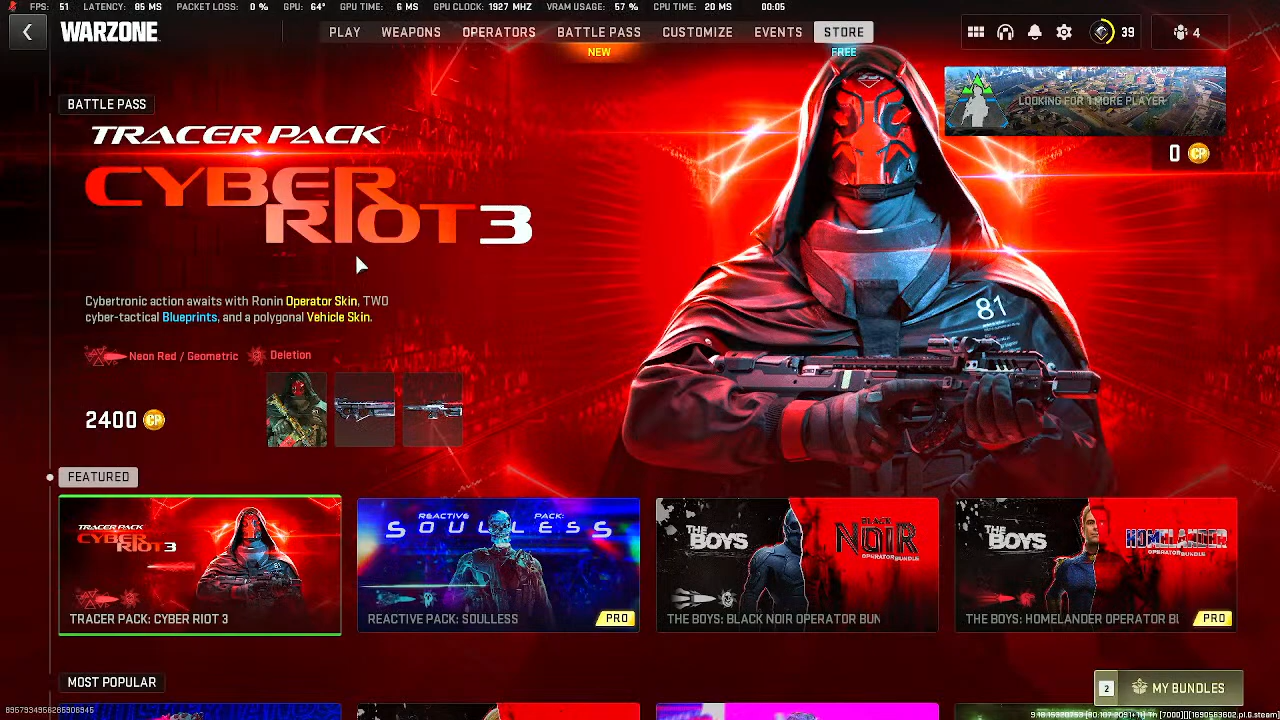 FPS: 51 LATENCY: 85 MS PACKET LOSS: 0 % GPU: 64° GPU TIME: 6 MS GPU CLOCK: 1927 MHZ VRAM USAGE: 57 % CPU TIME: 20 MS 00:05
WARZONE
PLAY WEAPONS OPERATORS BATTLE PASS CUSTOMIZE EVENTS STORE
39
4
NEW
FREE
BATTLE PASS
LOOKING FOR 1 MORE PLAYER
TRACER PACK
0 CP
CYBER
RIOT 3
Cybertronic action awaits with Ronin Operator Skin, TWO
cyber-tactical Blueprints, and a polygonal Vehicle Skin.
81
Neon Red / Geometric Deletion
2400 CP
FEATURED
TRACER PACK
CYBER
RIOT 3
TRACER PACK: CYBER RIOT 3
REACTIVE PACK:
SOULLESS
REACTIVE PACK: SOULLESS
PRO
THE
BOYS
BLACK
NOIR
OPERATOR BUNDLE
THE BOYS: BLACK NOIR OPERATOR BUN
THE
BOYS
HOMELANDER
OPERATOR BUNDLE
THE BOYS: HOMELANDER OPERATOR BU
PRO
MOST POPULAR
2 MY BUNDLES